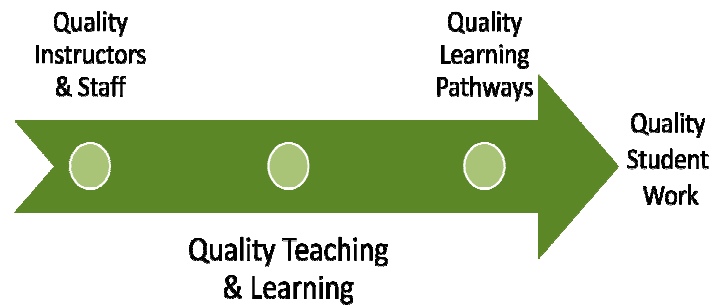 Quality
Instructors
& Staff
Quality
Learning
Pathways
Quality
Student
Work
Quality Teaching
& Learning